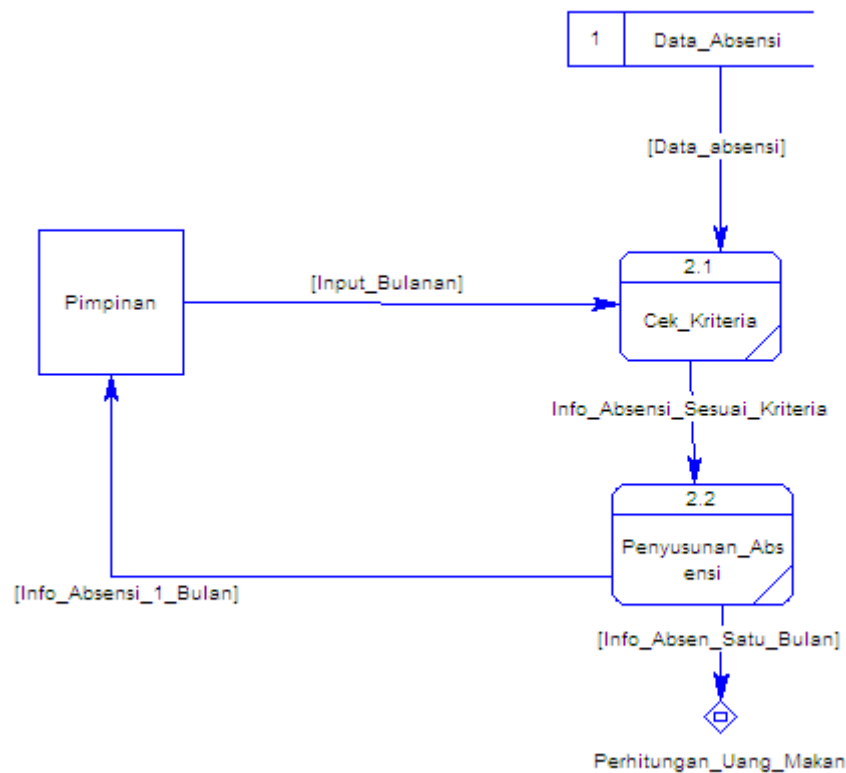 1 Data_Absensi
[Data_absensi]
Pimpinan
[Input_Bulanan]
2.1
Cek_Kriteria
Info_Absensi_Sesuai_Kriteria
2.2
Penyusunan_Abs
ensi
[Info_Absensi_1_Bulan]
[Info_Absen_Satu_Bulan]
Perhitungan_Uang_Makan